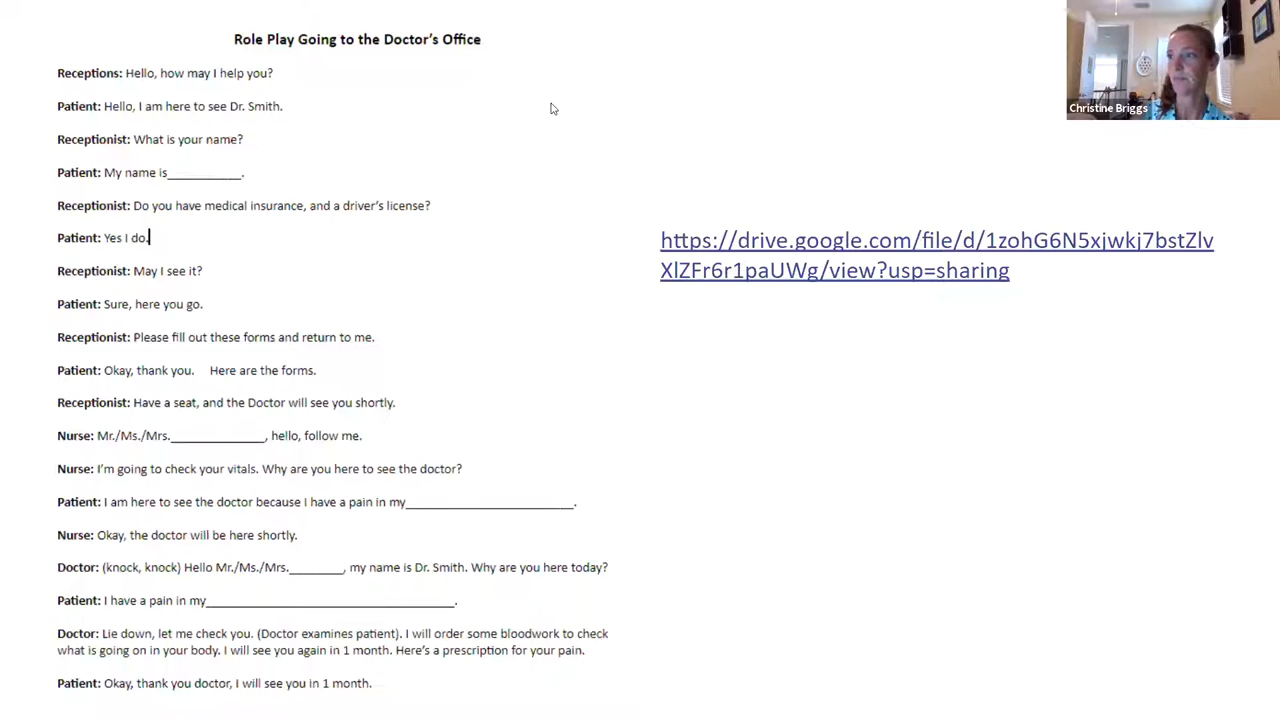 Role Play Going to the Doctor's Office
Receptions: Hello, how may I help you?
Patient: Hello, I am here to see Dr. Smith.
Receptionist: What is your name?
Patient: My name is___________.
Receptionist: Do you have medical insurance, and a driver's license?
Patient: Yes I do.
Receptionist: May I see it?
Patient: Sure, here you go.
Receptionist: Please fill out these forms and return to me.
Patient: Okay, thank you. Here are the forms.
Receptionist: Have a seat, and the Doctor will see you shortly.
Nurse: Mr./Ms./Mrs.______________, hello, follow me.
Nurse: I'm going to check your vitals. Why are you here to see the doctor?
Patient: I am here to see the doctor because I have a pain in my_________________________.
Nurse: Okay, the doctor will be here shortly.
Doctor: (knock, knock) Hello Mr./Ms./Mrs.________, my name is Dr. Smith. Why are you here today?
Patient: I have a pain in my_____________________________________.
Doctor: Lie down, let me check you. (Doctor examines patient). I will order some bloodwork to check
what is going on in your body. I will see you again in 1 month. Here's a prescription for your pain.
Patient: Okay, thank you doctor, I will see you in 1 month.
https://drive.google.com/file/d/1zohG6N5xjwkj7bstZlv
XlZFr6r1paUWg/view?usp=sharing
Christine Briggs